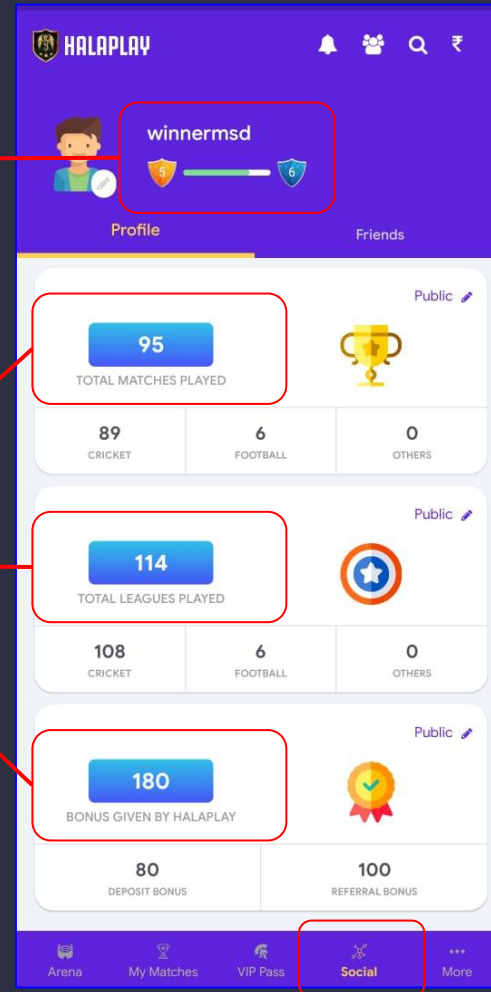 HALAPLAY
₹
winnermsd
5 6
Profile Friends
Public
95
TOTAL MATCHES PLAYED
89 6 0
CRICKET FOOTBALL OTHERS
Public
114
TOTAL LEAGUES PLAYED
108 6 0
CRICKET FOOTBALL OTHERS
Public
180
BONUS GIVEN BY HALAPLAY
80 100
DEPOSIT BONUS REFERRAL BONUS
Arena My Matches VIP Pass Social More